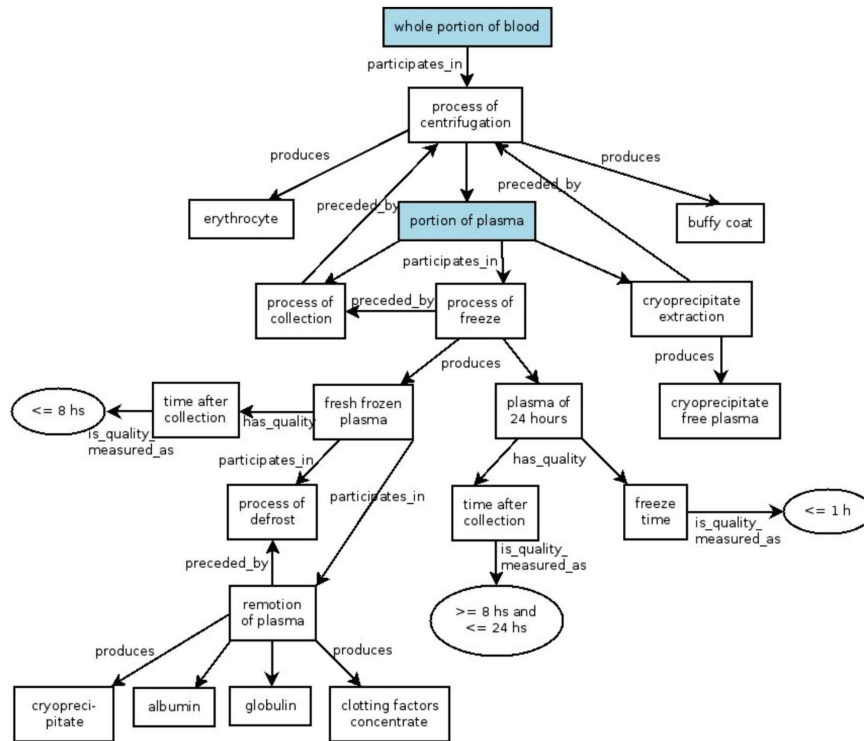 whole portion of blood
participates_in
process of
centrifugation
produces
produces
preceded_by
preceded_by
erythrocyte
portion of plasma
buffy coat
participates_in
process of
collection
preceded_by
process of
freeze
cryoprecipitate
extraction
produces
produces
<= 8 hs
time after
collection
fresh frozen
plasma
plasma of
24 hours
cryoprecipitate
free plasma
is_quality_
measured_as
has_quality
participates_in
has_quality
process of
defrost
participates_in
time after
collection
freeze
time
<= 1 h
is_quality_
measured_as
preceded_by
is_quality_
measured_as
remotion
of plasma
>= 8 hs and
<= 24 hs
produces
produces
cryopreci-
pitate
albumin
globulin
clotting factors
concentrate